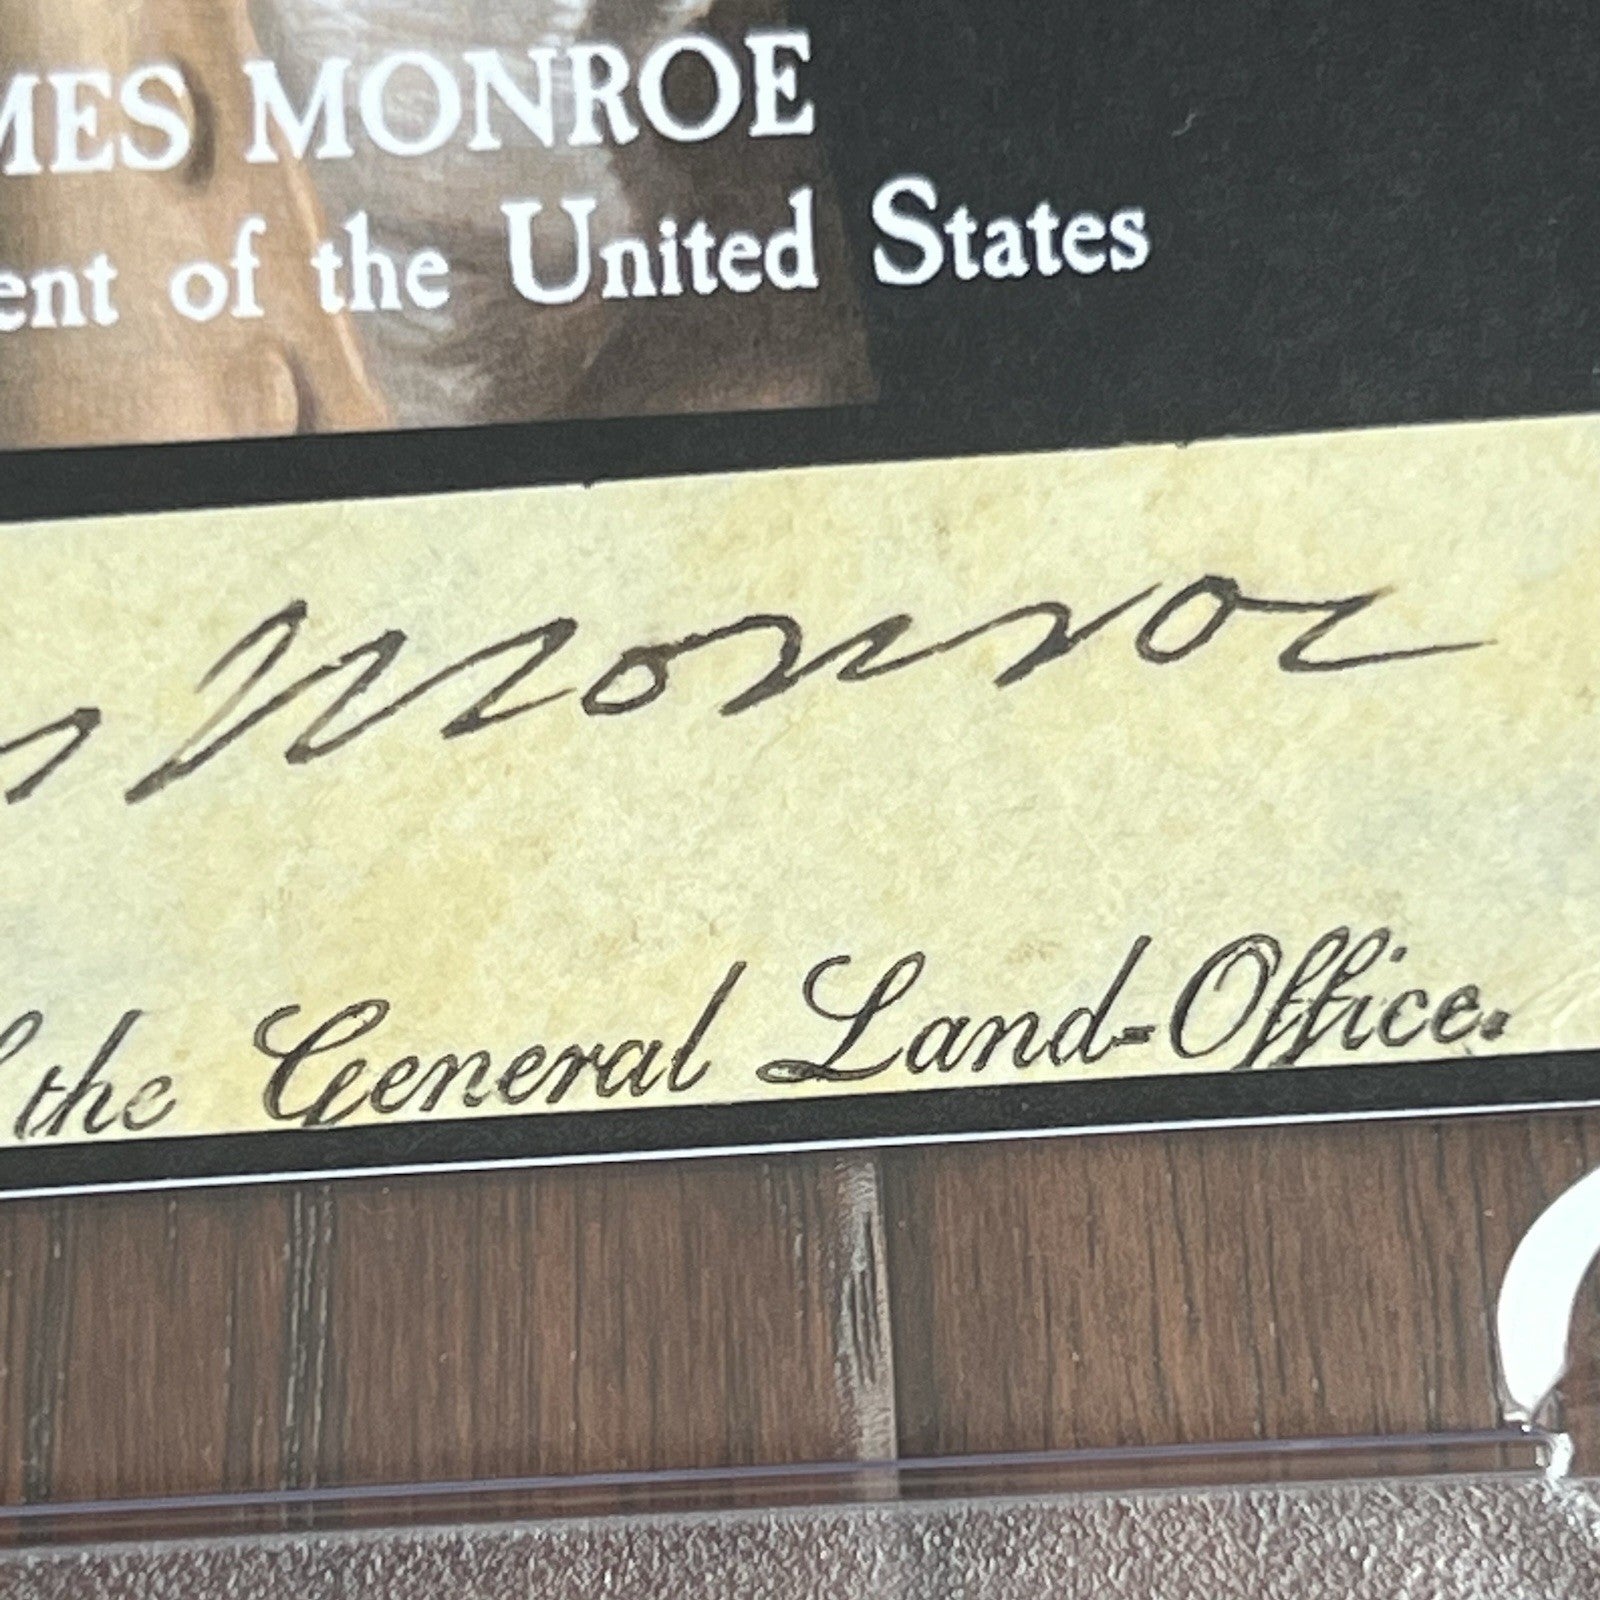 MES MONROE
ent of the United States
s Monroe
the General Land-Office.